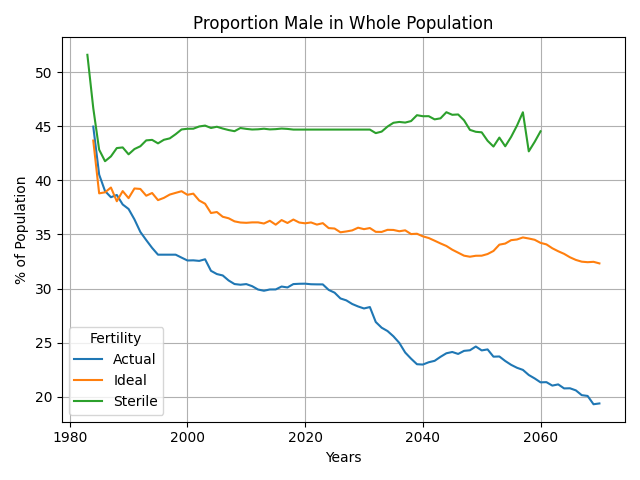 Proportion Male in Whole Population
% of Population
50
45
40
35
30
25
20
Fertility
Actual
Ideal
Sterile
1980
2000
2020
2040
2060
Years